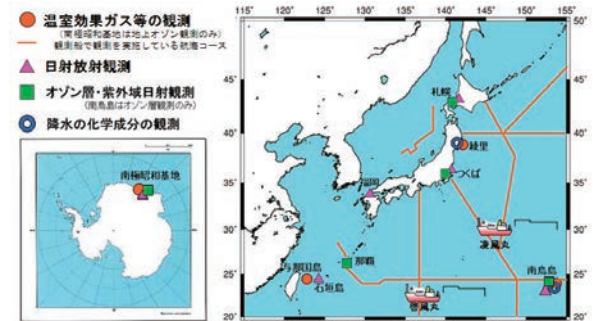 温室効果ガス等の観測
(南極昭和基地は地上オゾン観測のみ)
観測船で観測を実施している航海コース
日射放射観測
オゾン層・紫外域日射観測
(南鳥島はオゾン層観測のみ)
降水の化学成分の観測
南極昭和基地
札幌
綾里
つくば
福岡
凌風丸
那覇
与那国島
石垣島
啓風丸
南鳥島
45°
40°
35°
30°
25°
20°
45°
40°
35°
30°
25°
20°
115°
120°
125°
130°
135°
140°
145°
150°
155°